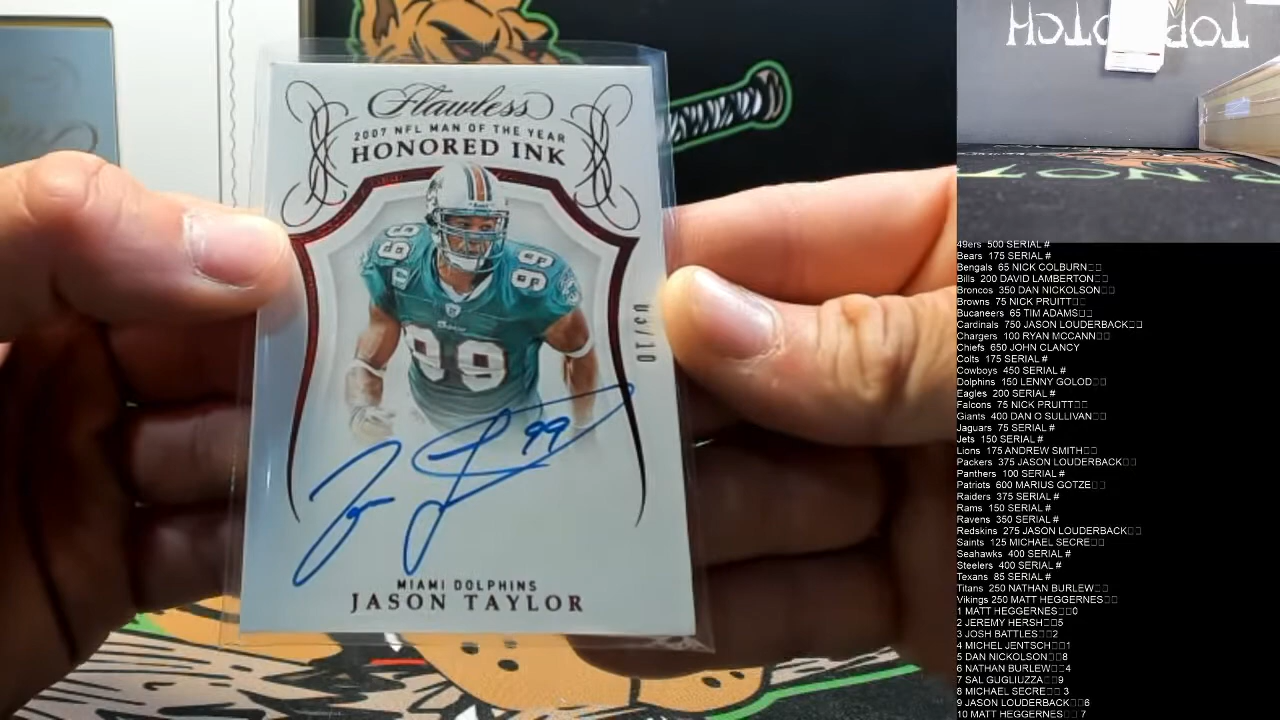 Flawless
2007 NFL MAN OF THE YEAR
HONORED INK
99
99
99
99
MIAMI DOLPHINS
JASON TAYLOR
49ers 500 SERIAL #
Bears 175 SERIAL #
Bengals 65 NICK COLBURN
Bills 200 DAVID LAMBERTON
Broncos 350 DAN NICKOLSON
Browns 75 NICK PRUITT
Bucaneers 65 TIM ADAMS
Cardinals 750 JASON LOUDERBACK
Chargers 100 RYAN MCCANN
Chiefs 650 JOHN CLANCY
Colts 175 SERIAL #
Cowboys 450 SERIAL #
Dolphins 150 LENNY GOLOD
Eagles 200 SERIAL #
Falcons 75 NICK PRUITT
Giants 400 DAN O SULLIVAN
Jaguars 75 SERIAL #
Jets 150 SERIAL #
Lions 175 ANDREW SMITH
Packers 375 JASON LOUDERBACK
Panthers 100 SERIAL #
Patriots 600 MARIUS GOTZE
Raiders 375 SERIAL #
Rams 150 SERIAL #
Ravens 350 SERIAL #
Redskins 275 JASON LOUDERBACK
Saints 125 MICHAEL SECRE
Seahawks 400 SERIAL #
Steelers 400 SERIAL #
Texans 85 SERIAL #
Titans 250 NATHAN BURLEW
Vikings 250 MATT HEGGERNES
1 MATT HEGGERNES 0
2 JEREMY HERSH 5
3 JOSH BATTLES 2
4 MICHEL JENTSCH 1
5 DAN NICKOLSON 8
6 NATHAN BURLEW 4
7 SAL GUGLIUZZA 9
8 MICHAEL SECRE 3
9 JASON LOUDERBACK 6
10 MATT HEGGERNES 7